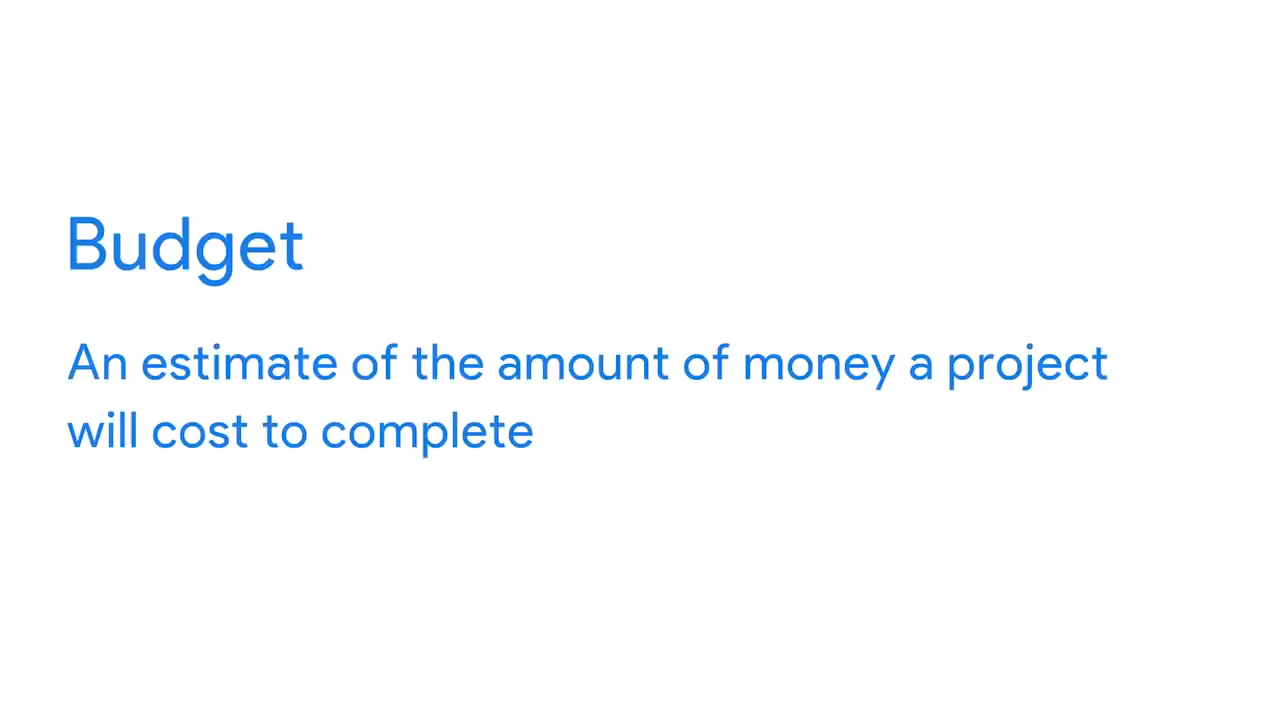 Budget
An estimate of the amount of money a project
will cost to complete